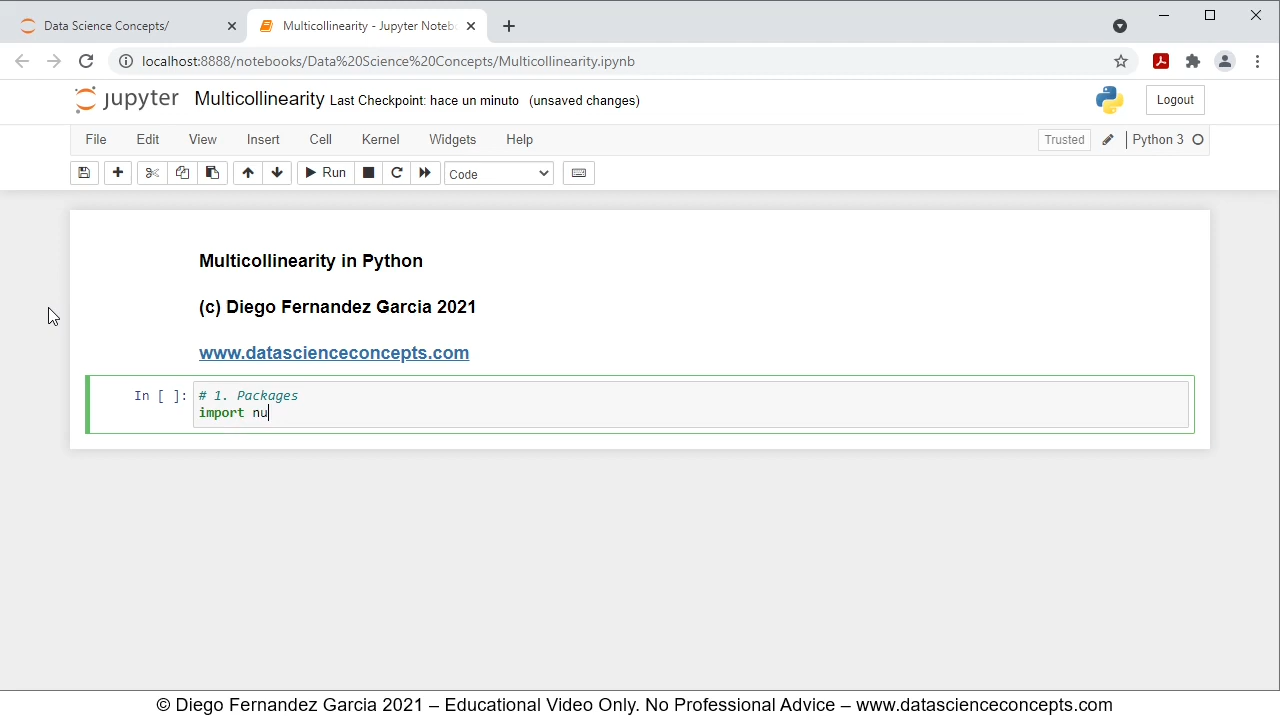 Data Science Concepts/
Multicollinearity - Jupyter Noteb
localhost:8888/notebooks/Data%20Science%20Concepts/Multicollinearity.ipynb
jupyter Multicollinearity Last Checkpoint: hace un minuto (unsaved changes)
Logout
File Edit View Insert Cell Kernel Widgets Help
Trusted Python 3
Run Code
Multicollinearity in Python
(c) Diego Fernandez Garcia 2021
www.datascienceconcepts.com
In [ ]: # 1. Packages
import nu
© Diego Fernandez Garcia 2021 – Educational Video Only. No Professional Advice – www.datascienceconcepts.com